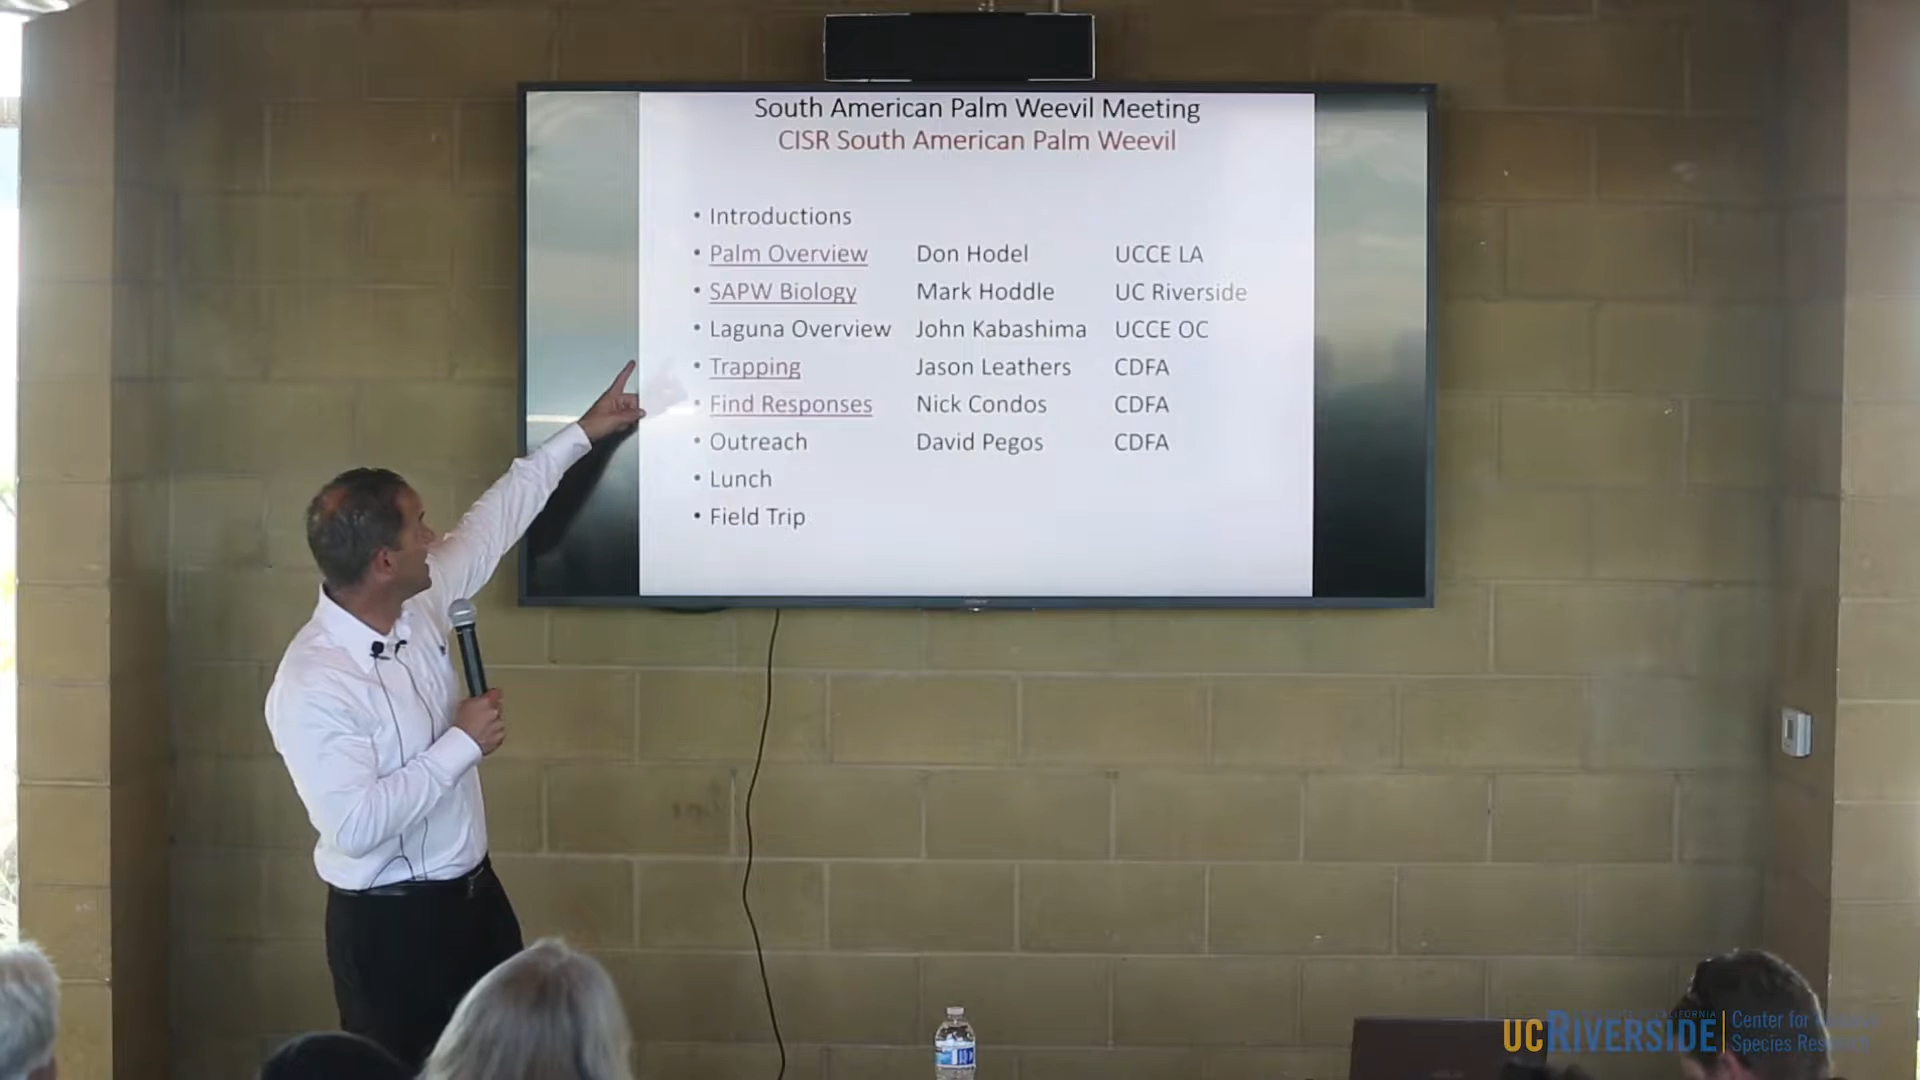 South American Palm Weevil Meeting
CISR South American Palm Weevil
• Introductions
• Palm Overview Don Hodel UCCE LA
• SAPW Biology Mark Hoddle UC Riverside
• Laguna Overview John Kabashima UCCE OC
• Trapping Jason Leathers CDFA
• Find Responses Nick Condos CDFA
• Outreach David Pegos CDFA
• Lunch
• Field Trip
UCRIVERSIDE
Center for
Species